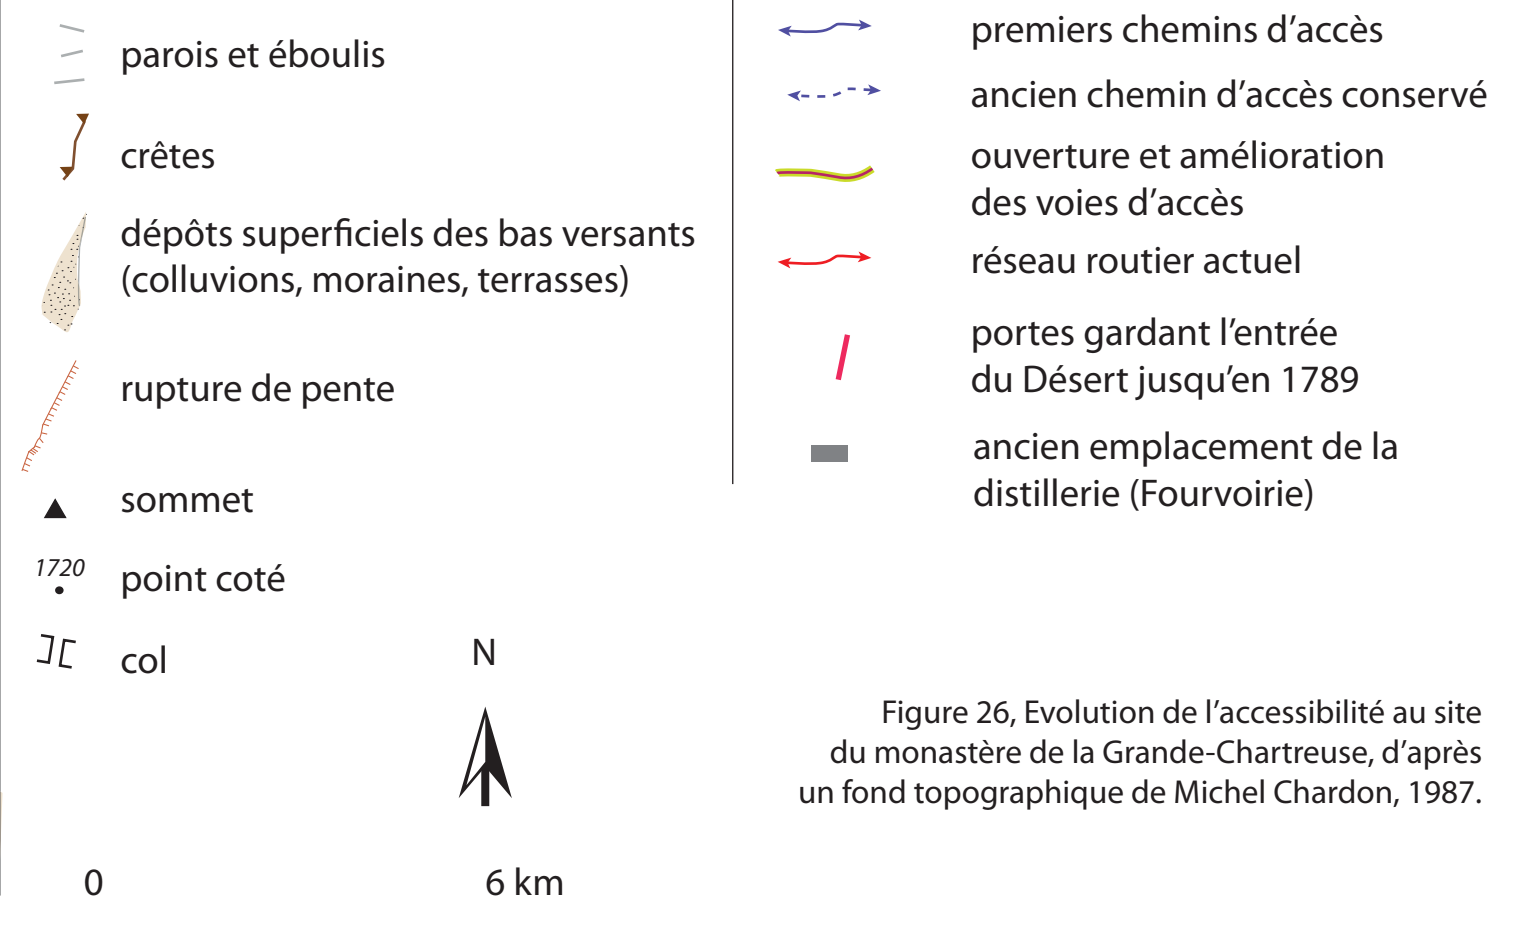 parois et éboulis
crêtes
dépôts superficiels des bas versants
(colluvions, moraines, terrasses)
rupture de pente
sommet
1720
point coté
col
N
0
6 km
premiers chemins d’accès
ancien chemin d’accès conservé
ouverture et amélioration
des voies d’accès
réseau routier actuel
portes gardant l’entrée
du Désert jusqu’en 1789
ancien emplacement de la
distillerie (Fourvoirie)
Figure 26, Evolution de l’accessibilité au site
du monastère de la Grande-Chartreuse, d’après
un fond topographique de Michel Chardon, 1987.